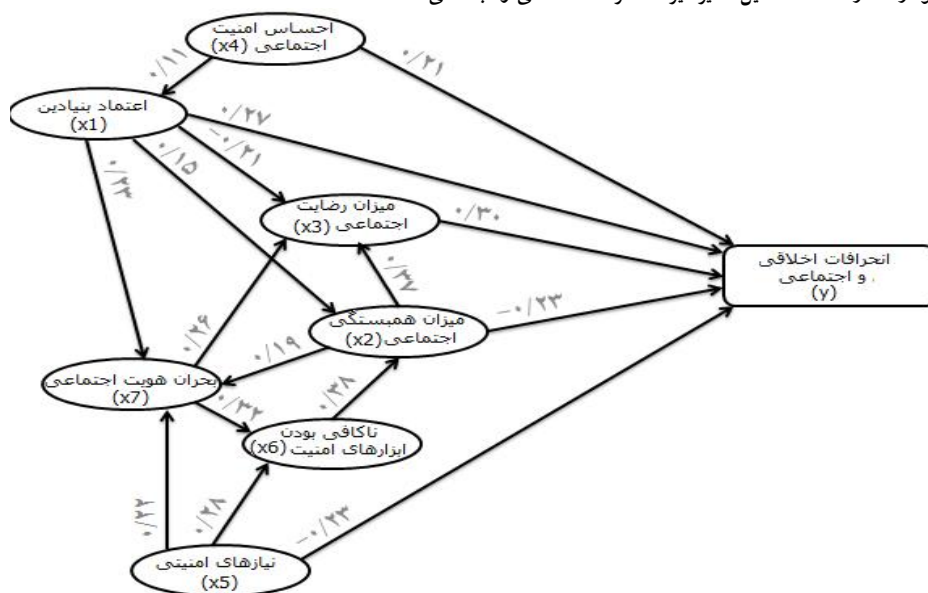 احساس امنیت
اجتماعی (x4)
۰/۱۱
۰/۲۱
اعتماد بنیادین
(x1)
۰/۲۷
-۰/۲۱
۰/۱۵
۰/۲۳
میزان رضایت
اجتماعی (x3)
۰/۳۰
انحرافات اخلاقی
و اجتماعی
(y)
۰/۳۷
-۰/۲۳
۰/۲۶
میزان همبستگی
اجتماعی (x2)
۰/۱۹
بحران هویت اجتماعی
(x7)
۰/۳۲
۰/۳۸
ناکافی بودن
ابزارهای امنیت (x6)
۰/۲۲
۰/۲۸
-۰/۲۳
نیازهای امنیتی
(x5)